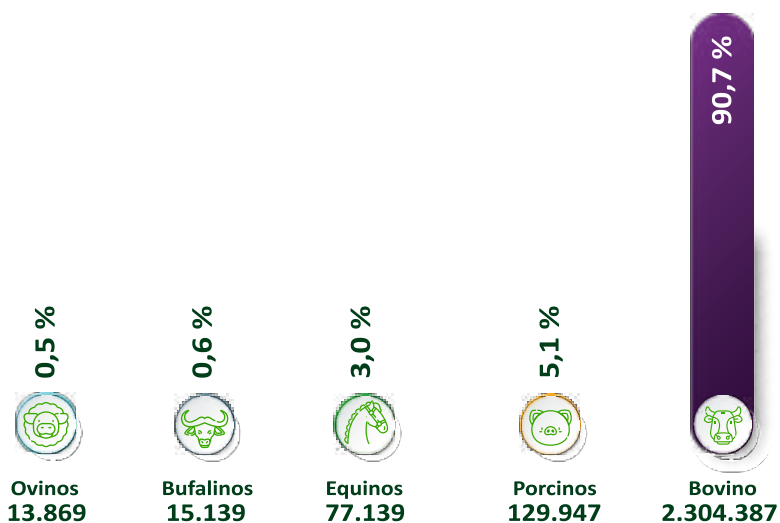 90,7 %
0,5 %
0,6 %
3,0 %
5,1 %
Ovinos
13.869
Bufalinos
15.139
Equinos
77.139
Porcinos
129.947
Bovino
2.304.387